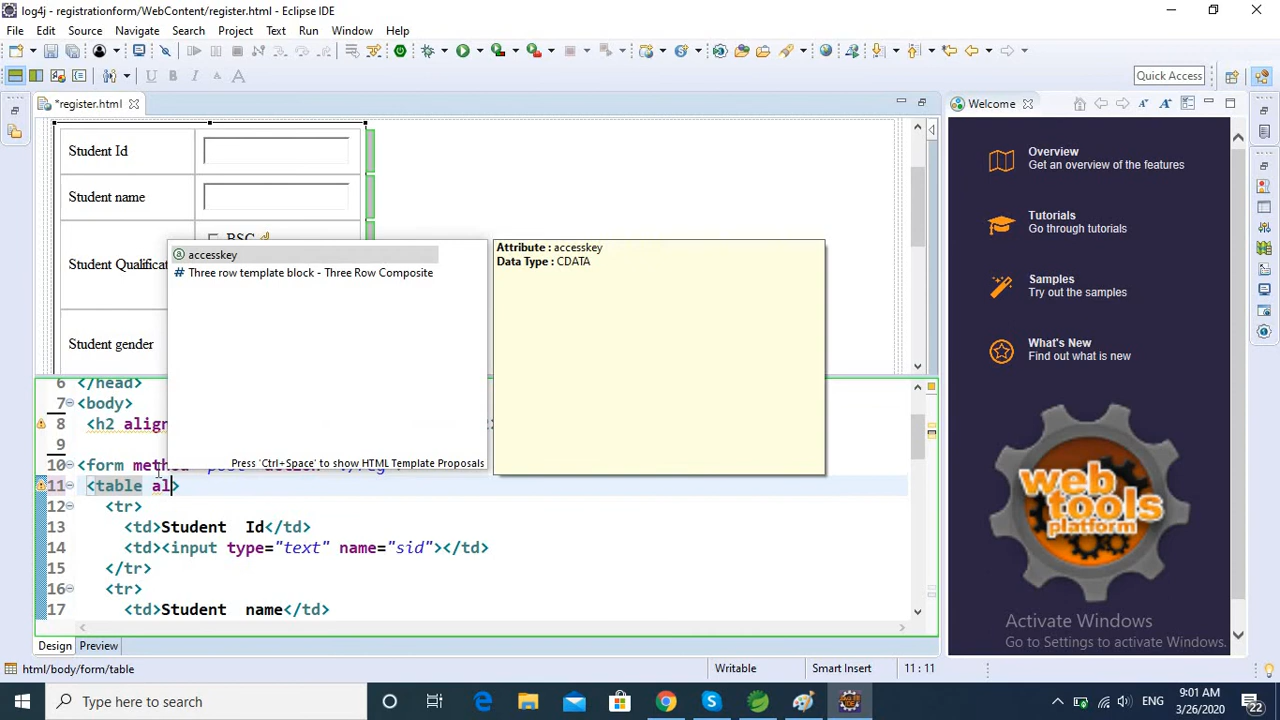 log4j - registrationform/WebContent/register.html - Eclipse IDE
File Edit Source Navigate Search Project Text Run Window Help
Quick Access
*register.html
Welcome
Student Id
Student name
BSC
Student Qualificat
Student gender
accesskey
# Three row template block - Three Row Composite
Press 'Ctrl+Space' to show HTML Template Proposals
Attribute : accesskey
Data Type : CDATA
Overview
Get an overview of the features
Tutorials
Go through tutorials
Samples
Try out the samples
What's New
Find out what is new
web tools platform
Activate Windows
Go to Settings to activate Windows.
6 </head>
7 <body>
8 <h2 align
9
10 <form method
11 <table al>
12 <tr>
13 <td>Student Id</td>
14 <td><input type="text" name="sid"></td>
15 </tr>
16 <tr>
17 <td>Student name</td>
Design Preview
html/body/form/table
Writable
Smart Insert
11 : 11
Type here to search
ENG
9:01 AM
3/26/2020
22